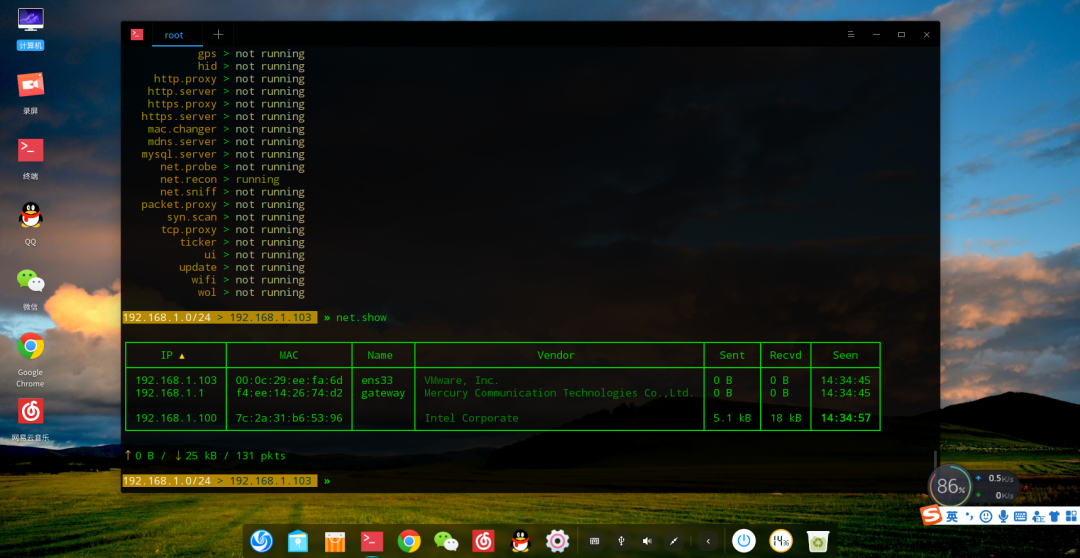 计算机
录屏
终端
QQ
微信
Google
Chrome
网易云音乐
root
gps > not running
hid > not running
http.proxy > not running
http.server > not running
https.proxy > not running
https.server > not running
mac.changer > not running
mdns.server > not running
mysql.server > not running
net.probe > not running
net.recon > running
net.sniff > not running
packet.proxy > not running
syn.scan > not running
tcp.proxy > not running
ticker > not running
ui > not running
update > not running
wifi > not running
wol > not running
192.168.1.0/24 > 192.168.1.103 » net.show
IP ▲ MAC Name Vendor Sent Recvd Seen
192.168.1.103 00:0c:29:ee:fa:6d ens33 VMware, Inc. 0 B 0 B 14:34:45
192.168.1.1 f4:ee:14:26:74:d2 gateway Mercury Communication Technologies Co.,Ltd. 0 B 0 B 14:34:45
192.168.1.100 7c:2a:31:b6:53:96 Intel Corporate 5.1 kB 18 kB 14:34:57
↑ 0 B / ↓ 25 kB / 131 pkts
192.168.1.0/24 > 192.168.1.103 »
86%
0.5K/s
0K/s
英